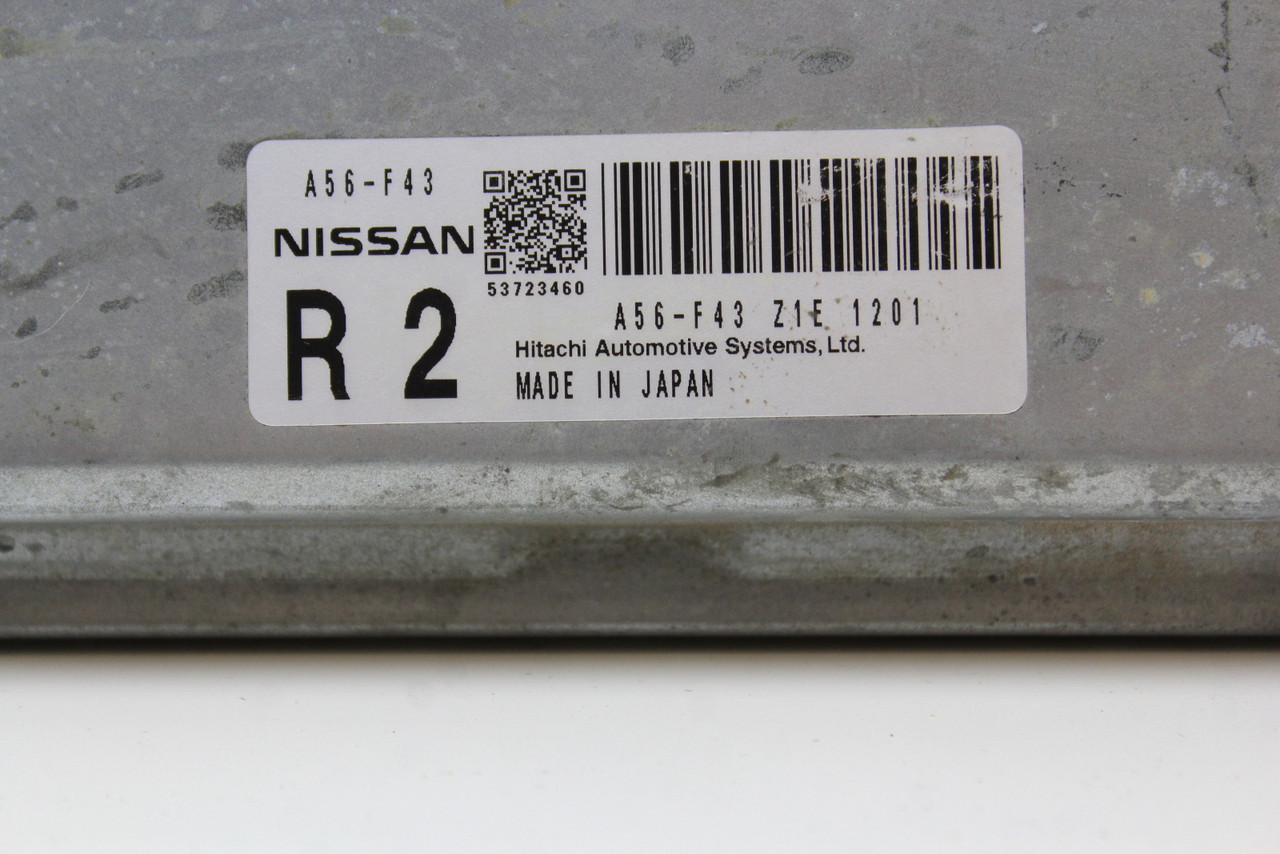 A56-F43
NISSAN
R 2
53723460
A56-F43 Z1E 1201
Hitachi Automotive Systems, Ltd.
MADE IN JAPAN